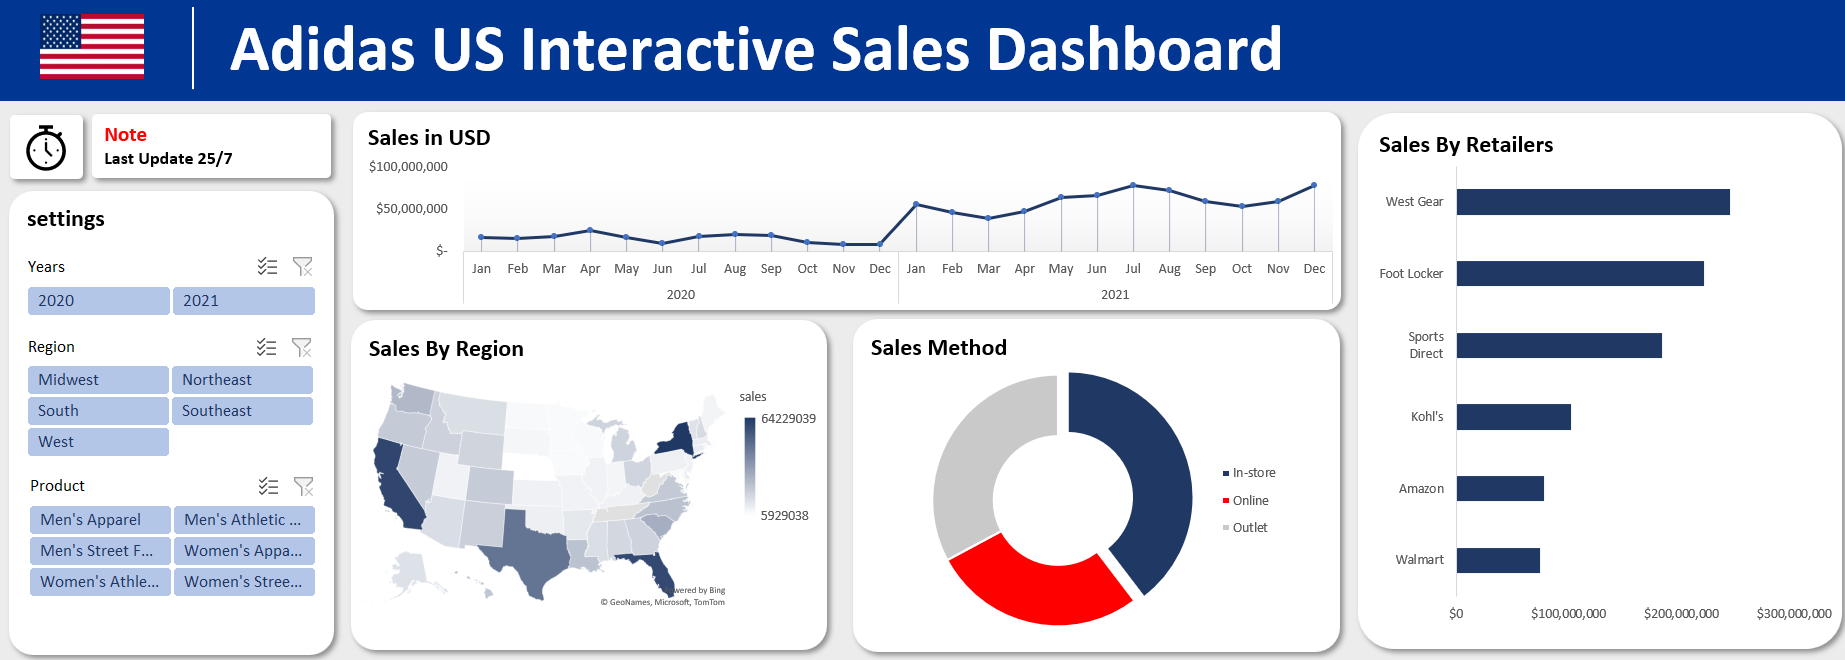 Adidas US Interactive Sales Dashboard
Note
Last Update 25/7
settings
Years
2020 2021
Region
Midwest Northeast
South Southeast
West
Product
Men's Apparel Men's Athletic ...
Men's Street F... Women's Appa...
Women's Athle... Women's Stree...
Sales in USD
$100,000,000
$50,000,000
$-
Jan Feb Mar Apr May Jun Jul Aug Sep Oct Nov Dec Jan Feb Mar Apr May Jun Jul Aug Sep Oct Nov Dec
2020 2021
Sales By Region
sales
64229039
5929038
wered by Bing
© GeoNames, Microsoft, TomTom
Sales Method
In-store
Online
Outlet
Sales By Retailers
West Gear
Foot Locker
Sports
Direct
Kohl's
Amazon
Walmart
$0 $100,000,000 $200,000,000 $300,000,000